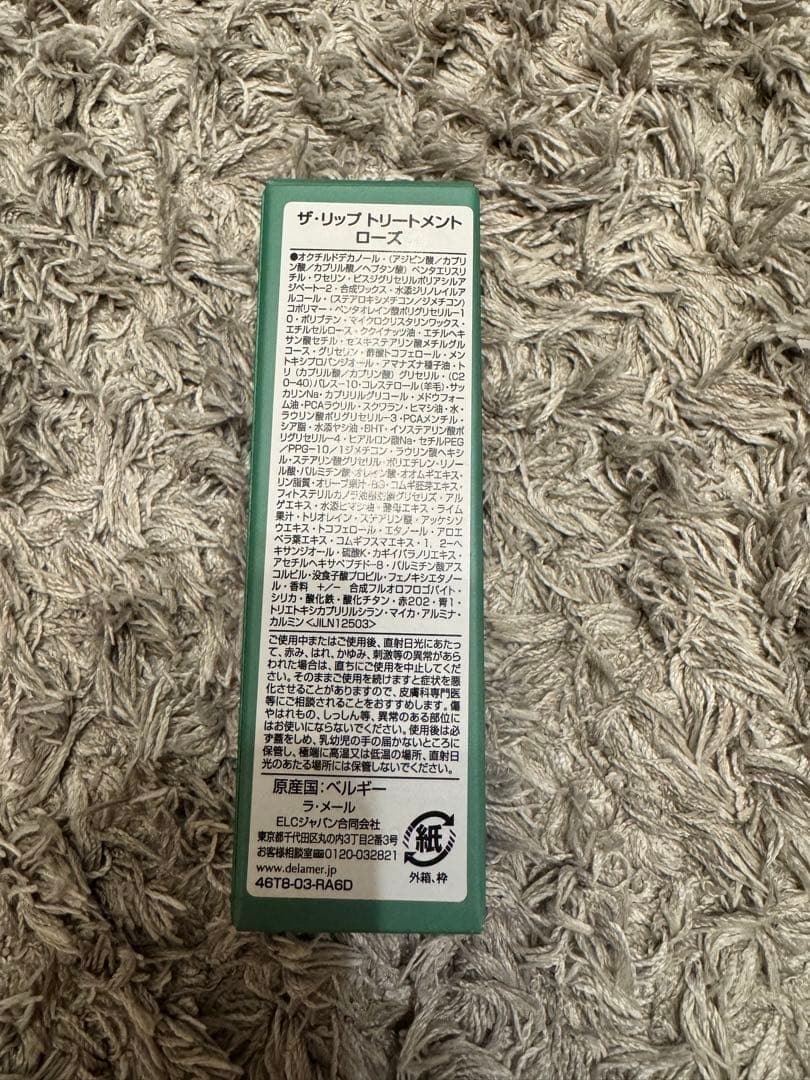 ザ・リップ トリートメント
ローズ
●オクチルドデカノール・(アジピン酸／カプリ
ン酸／カプリル酸／ヘプタン酸) ペンタエリスリ
チル・ワセリン・ビスジグリセリルポリアシルア
ジペート-2・合成ワックス・水添ジリノレイルア
ルコール・(ステアロキシメチコン／ジメチコン)
コポリマー・ペンタオレイン酸ポリグリセリル-1
0・ポリブテン・マイクロクリスタリンワックス・
エチルセルロース・ククイナッツ油・エチルヘキ
サン酸セチル・セスキステアリン酸メチルグル
コース・グリセリン・酢酸トコフェロール・メン
トキシプロパンジオール・アマナズナ種子油・ト
リ (カプリル酸／カプリン酸) グリセリル・(C2
0-40)パレス-10・コレステロール(羊毛)・サッ
カリンNa・カプリリルグリコール・メドウフォー
ム油・PCAラウリル・スクワラン・ヒマシ油・水・
ラウリン酸ポリグリセリル-3・PCAメンチル・
シア脂・水添ヤシ油・BHT・イソステアリン酸ポ
リグリセリル-4・ヒアルロン酸Na・セチルPEG
／PPG-10／1ジメチコン・ラウリン酸ヘキシ
ル・ステアリン酸グリセリル・ポリエチレン・リノー
ル酸・パルミチン酸・オレイン酸・オオムギエキス・
リン脂質・オリーブ果汁・コムギ胚芽エキス・
フィトステリルカノラ油・アル
ゲエキス・水添ヒマシ油・酵母エキス・ライム
果汁・トリオレイン・ステアリン酸・アッケシソ
ウエキス・トコフェロール・エタノール・アロエ
ベラ葉エキス・コムギフスマエキス・1，2-ヘ
キサンジオール・硫酸K・カギイバラノリエキス・
アセチルヘキサペプチド-8・パルミチン酸アス
コルビル・没食子酸プロピル・フェノキシエタノー
ル・香料 +/- 合成フルオロフロゴパイト・
シリカ・酸化鉄・酸化チタン・赤202・青1・
トリエトキシカプリリルシラン・マイカ・アルミナ・
カルミン<JILN12503>
ご使用中またはご使用後、直射日光にあたっ
て、赤み、はれ、かゆみ、刺激等の異常があら
われた場合は、直ちにご使用を中止してくださ
い。そのままご使用を続けますと症状を悪
化させることがありますので、皮膚科専門医
等にご相談されることをおすすめします。傷
やはれもの、しっしん等、異常のある部位に
はお使いにならないでください。使用後は必
ず蓋をしめ、乳幼児の手の届かないところに
保管し、極端に高温又は低温の場所、直射日
光のあたる場所には保管しないでください。
原産国：ベルギー
ラ・メール
ELCジャパン合同会社
東京都千代田区丸の内3丁目2番3号
お客様相談室 0120-032821
www.delamer.jp
46T8-03-RA6D
紙
外箱、枠